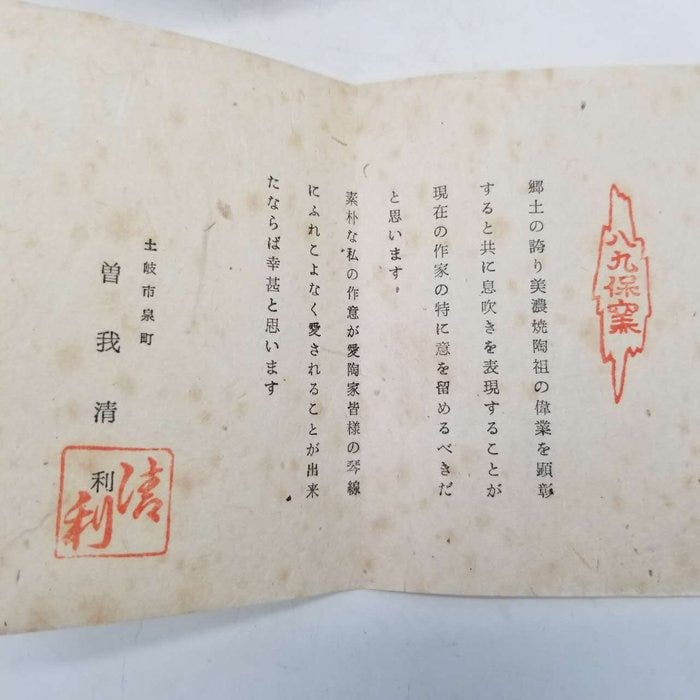 八九保窯
郷土の誇り美濃焼陶祖の偉業を顕彰
すると共に息吹きを表現することが
現在の作家の特に意を留めるべきだ
と思います。
素朴な私の作意が愛陶家皆様の琴線
にふれこよなく愛されることが出来
たならば幸甚と思います
土岐市泉町
曽我清利
清利